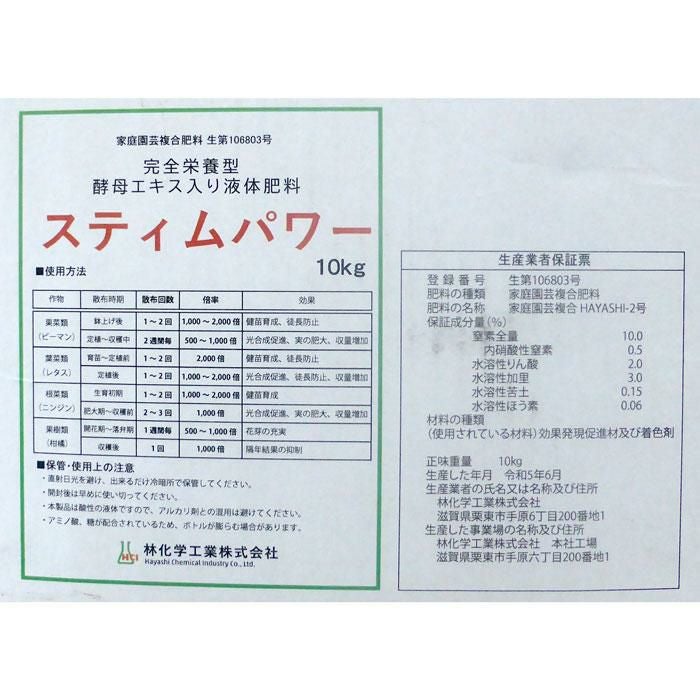 家庭園芸複合肥料 生第106803号
完全栄養型
酵母エキス入り液体肥料
スティムパワー
10kg
■使用方法
作物 散布時期 散布回数 倍率 効果
果菜類 鉢上げ後 1～2回 1,000～2,000倍 健苗育成、徒長防止
(ピーマン) 定植～収穫中 2週間毎 500～1,000倍 光合成促進、実の肥大、収量増加
葉菜類 育苗～定植前 1～2回 2,000倍 健苗育成、徒長防止
(レタス) 定植後 1～2回 1,000～2,000倍 光合成促進、徒長防止、収量増加
根菜類 生育初期 1～2回 1,000～2,000倍 健苗育成
(ニンジン) 肥大期～収穫前 2～3回 1,000倍 光合成促進、実の肥大、収量増加
果樹類 開花期～落弁期 1週間毎 500～1,000倍 花芽の充実
(柑橘) 収穫後 1回 1,000倍 隔年結果の抑制
■保管・使用上の注意
・直射日光を避け、出来るだけ冷暗所で保管してください。
・開封後は早めに使い切ってください。
・本製品は酸性の液体ですので、アルカリ剤との混用は避けてください。
・アミノ酸、糖が配合されているため、ボトルが膨らむ場合があります。
HCI 林化学工業株式会社
Hayashi Chemical Industry Co., Ltd.
生産業者保証票
登録番号 生第106803号
肥料の種類 家庭園芸複合肥料
肥料の名称 家庭園芸複合 HAYASHI-2号
保証成分量(%)
窒素全量 10.0
内硝酸性窒素 0.5
水溶性りん酸 2.0
水溶性加里 3.0
水溶性苦土 0.15
水溶性ほう素 0.06
材料の種類
(使用されている材料)効果発現促進材及び着色剤
正味重量 10kg
生産した年月 令和5年6月
生産業者の氏名又は名称及び住所
林化学工業株式会社
滋賀県栗東市手原6丁目200番地1
生産した事業場の名称及び所在地
林化学工業株式会社 本社工場
滋賀県栗東市手原六丁目200番地1